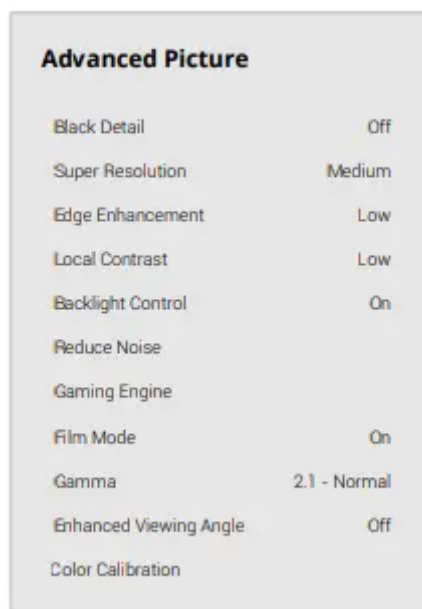 Advanced Picture
Black Detail Off
Super Resolution Medium
Edge Enhancement Low
Local Contrast Low
Backlight Control On
Reduce Noise
Gaming Engine
Film Mode On
Gamma 2.1 - Normal
Enhanced Viewing Angle Off
Color Calibration